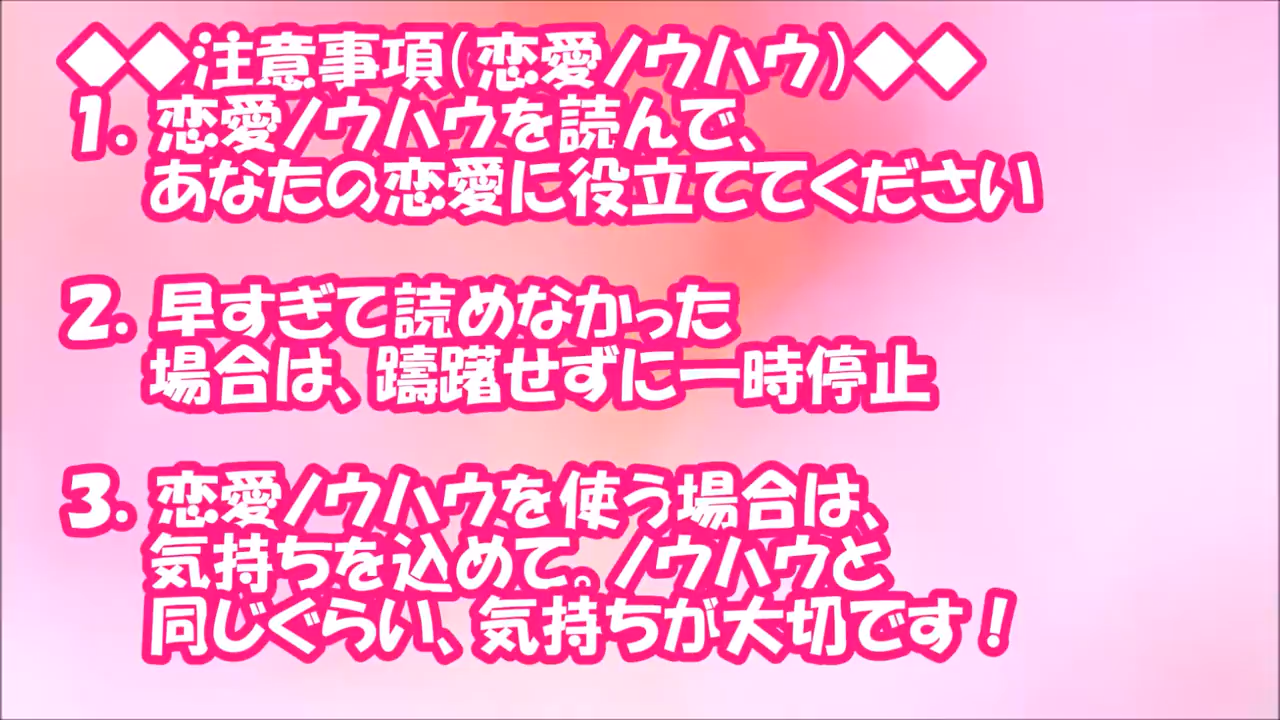 ◆◆注意事項(恋愛ノウハウ)◆◆
1. 恋愛ノウハウを読んで、
あなたの恋愛に役立ててください
2. 早すぎて読めなかった
場合は、躊躇せずに一時停止
3. 恋愛ノウハウを使う場合は、
気持ちを込めて。ノウハウと
同じぐらい、気持ちが大切です！